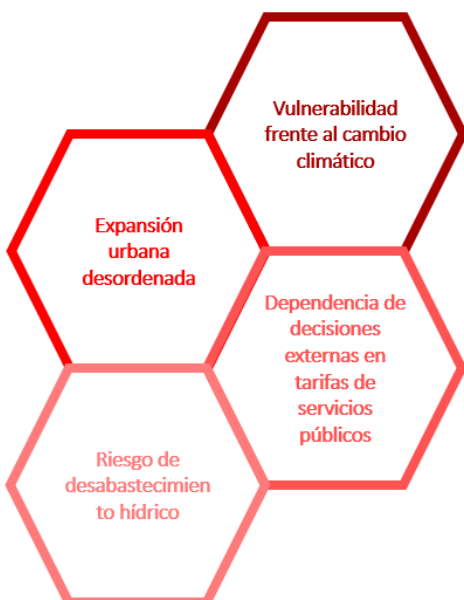 Vulnerabilidad
frente al cambio
climático
Expansión
urbana
desordenada
Dependencia de
decisiones
externas en
tarifas de
servicios
públicos
Riesgo de
desabastecimien
to hídrico